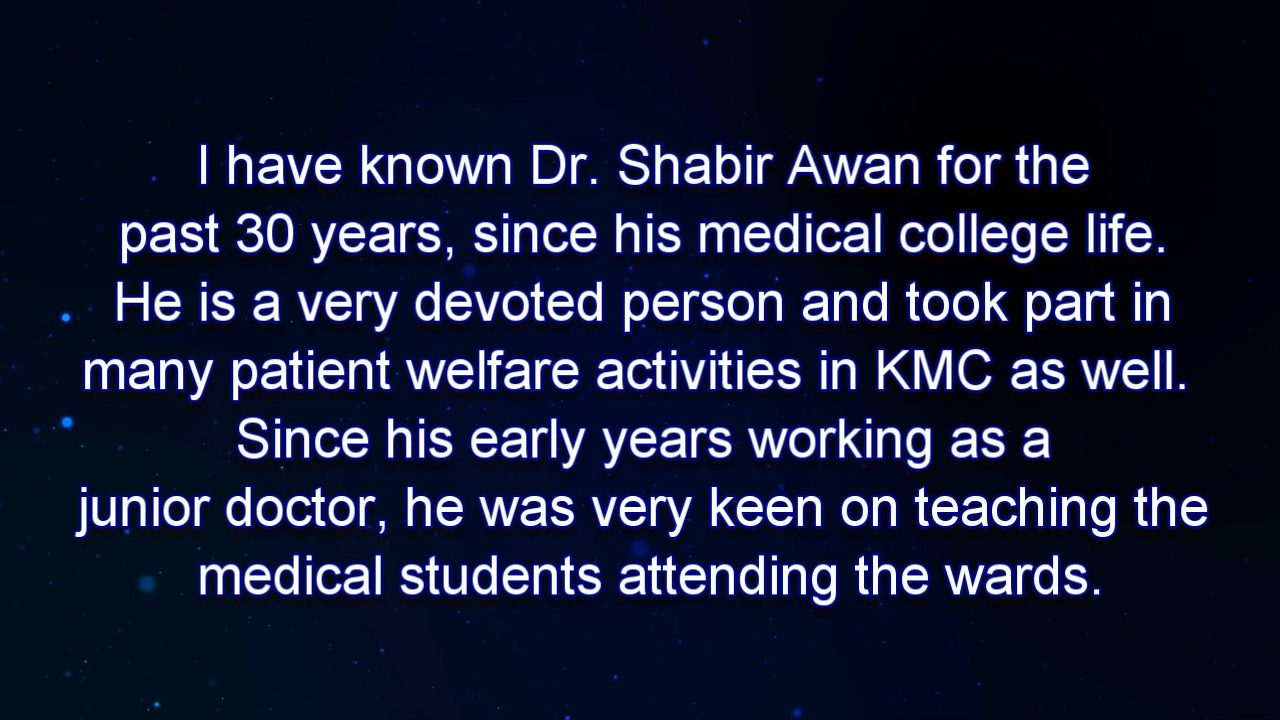 I have known Dr. Shabir Awan for the
past 30 years, since his medical college life.
He is a very devoted person and took part in
many patient welfare activities in KMC as well.
Since his early years working as a
junior doctor, he was very keen on teaching the
medical students attending the wards.